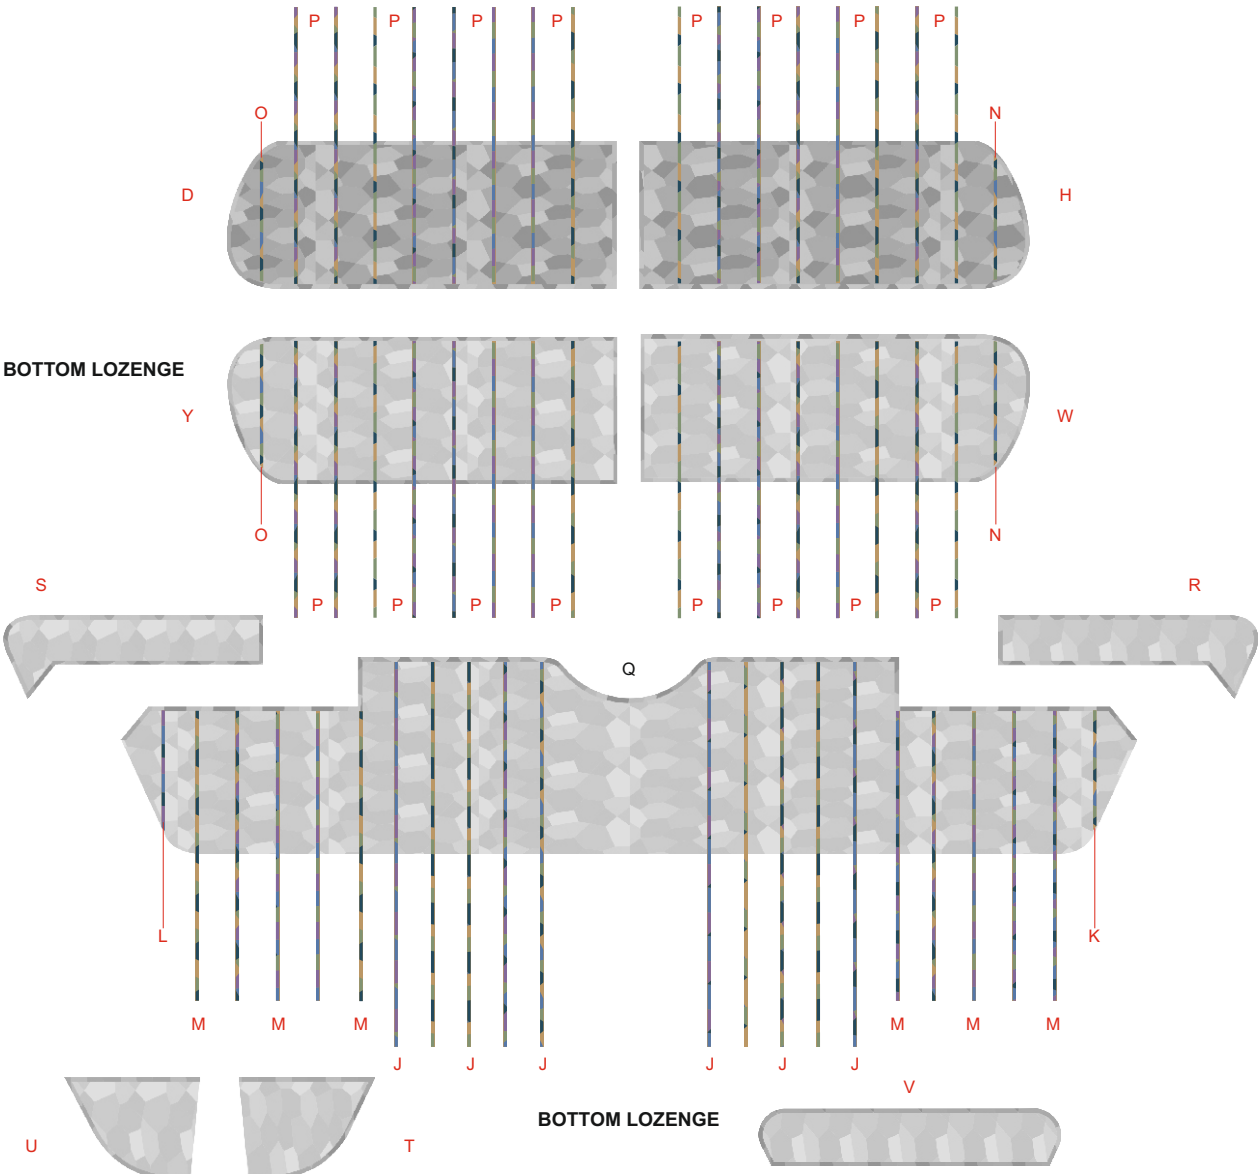 P P P P P P P P
O N
D H
BOTTOM LOZENGE
Y W
O N
S R
P P P P P P P P
Q
L K
M M M M M M
J J J J J J
V
BOTTOM LOZENGE
U T